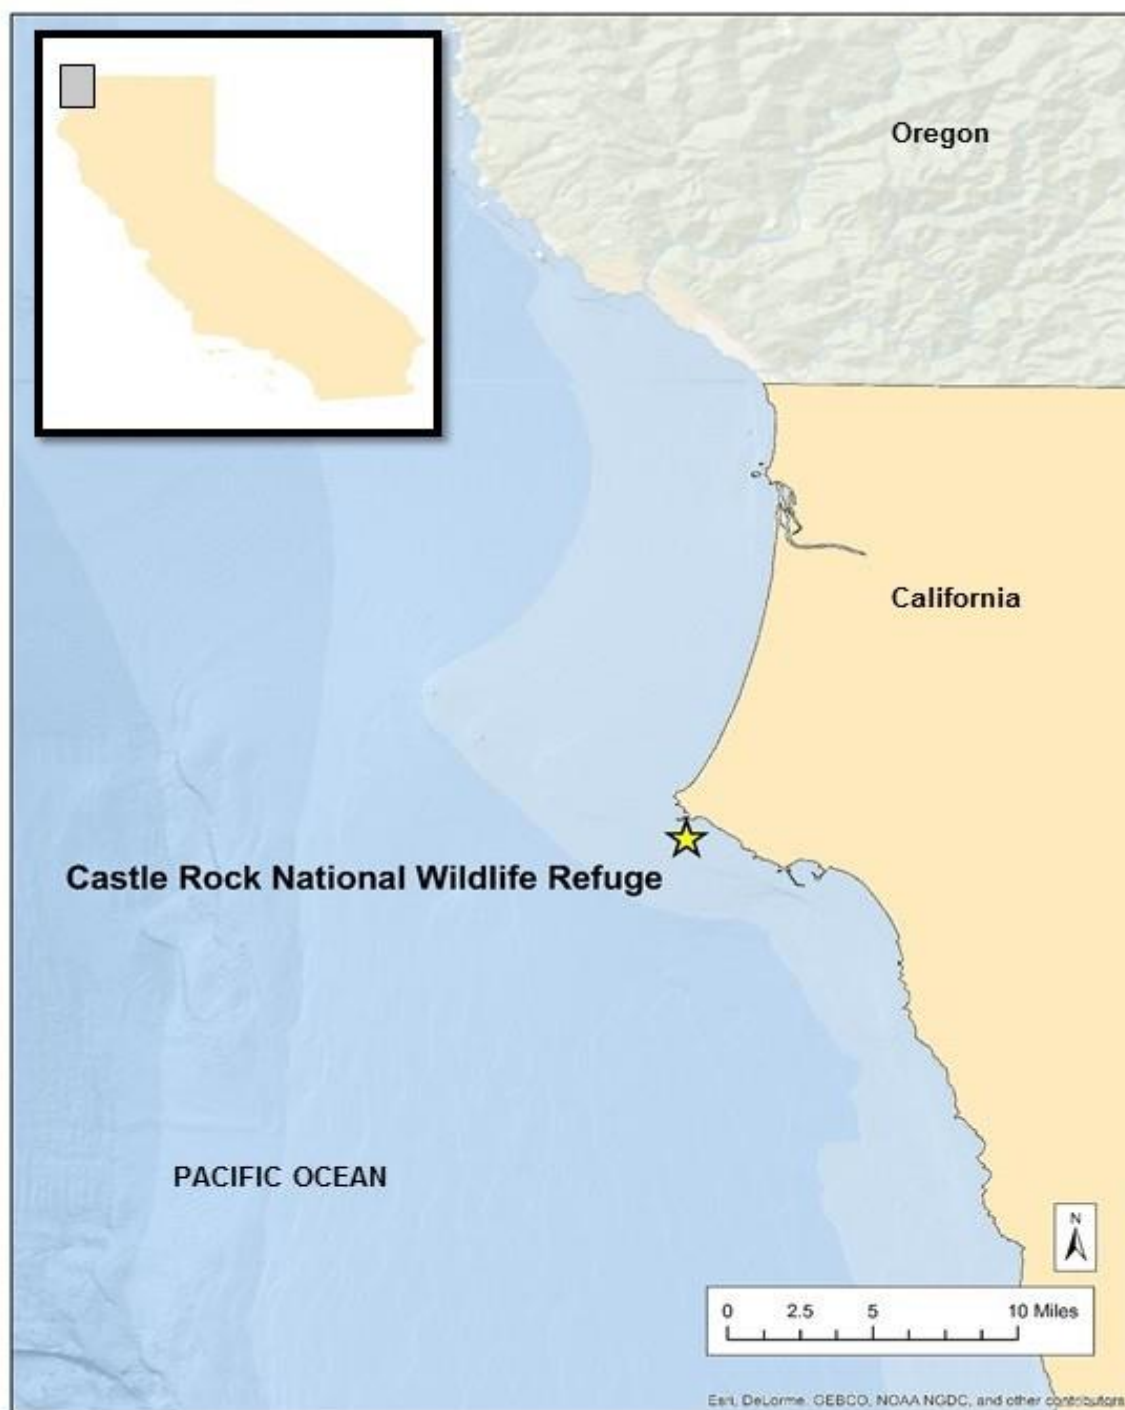 Oregon
California
Castle Rock National Wildlife Refuge
PACIFIC OCEAN
N
0 2.5 5 10 Miles
Esri, DeLorme, GEBCO, NOAA NGDC, and other contributors